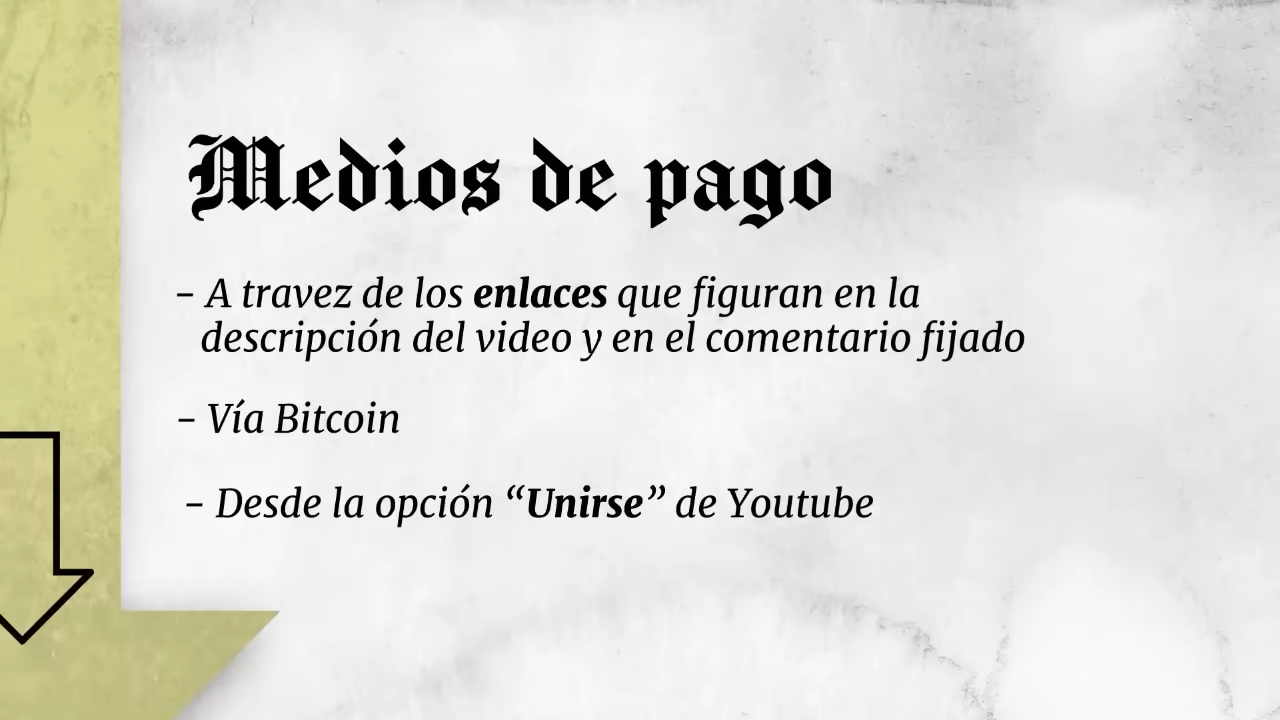 Medios de pago
– A travez de los enlaces que figuran en la
descripción del video y en el comentario fijado
– Vía Bitcoin
– Desde la opción “Unirse” de Youtube